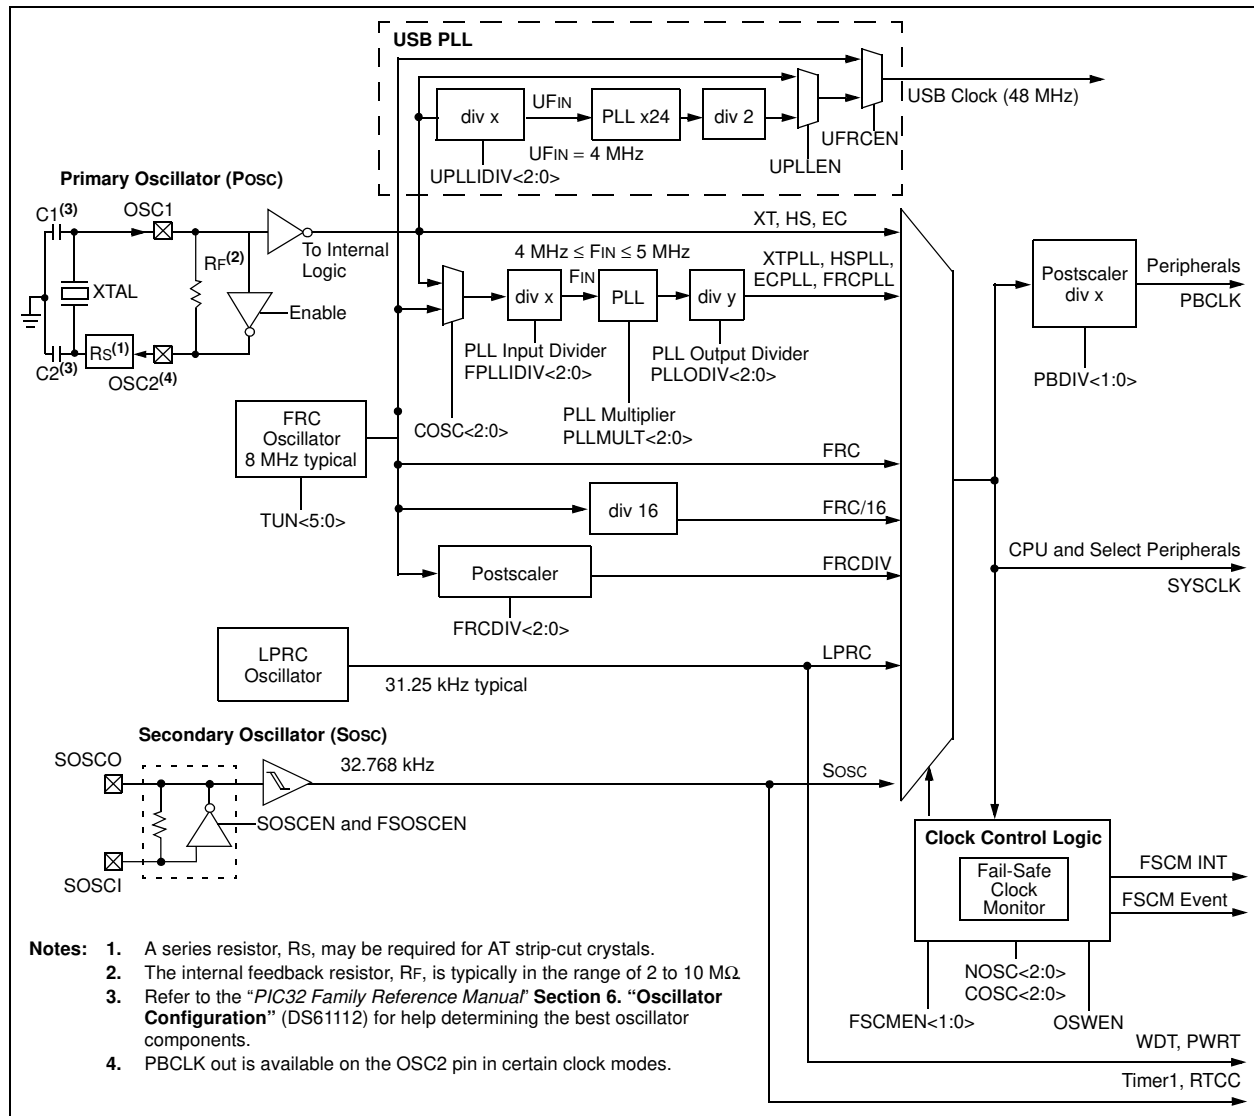 USB PLL
div x
UFIN
PLL x24
div 2
UFIN = 4 MHz
UPLLIDIV<2:0>
UPLLEN
UFRCEN
USB Clock (48 MHz)
Primary Oscillator (POSC)
C1(3)
OSC1
RF(2)
To Internal
Logic
XTAL
Enable
RS(1)
C2(3)
OSC2(4)
XT, HS, EC
4 MHz ≤ FIN ≤ 5 MHz
FIN
div x
PLL
div y
XTPLL, HSPLL,
ECPLL, FRCPLL
PLL Input Divider
FPLLIDIV<2:0>
PLL Output Divider
PLLODIV<2:0>
COSC<2:0>
PLL Multiplier
PLLMULT<2:0>
Postscaler
div x
Peripherals
PBCLK
PBDIV<1:0>
FRC
Oscillator
8 MHz typical
TUN<5:0>
FRC
div 16
FRC/16
Postscaler
FRCDIV
FRCDIV<2:0>
CPU and Select Peripherals
SYSCLK
LPRC
Oscillator
31.25 kHz typical
LPRC
Secondary Oscillator (SOSC)
SOSCO
32.768 kHz
SOSC
SOSCEN and FSOSCEN
SOSCI
Clock Control Logic
Fail-Safe
Clock
Monitor
FSCM INT
FSCM Event
NOSC<2:0>
COSC<2:0>
FSCMEN<1:0>
OSWEN
WDT, PWRT
Timer1, RTCC
Notes: 1. A series resistor, RS, may be required for AT strip-cut crystals.
2. The internal feedback resistor, RF, is typically in the range of 2 to 10 MΩ
3. Refer to the “PIC32 Family Reference Manual” Section 6. “Oscillator
Configuration” (DS61112) for help determining the best oscillator
components.
4. PBCLK out is available on the OSC2 pin in certain clock modes.